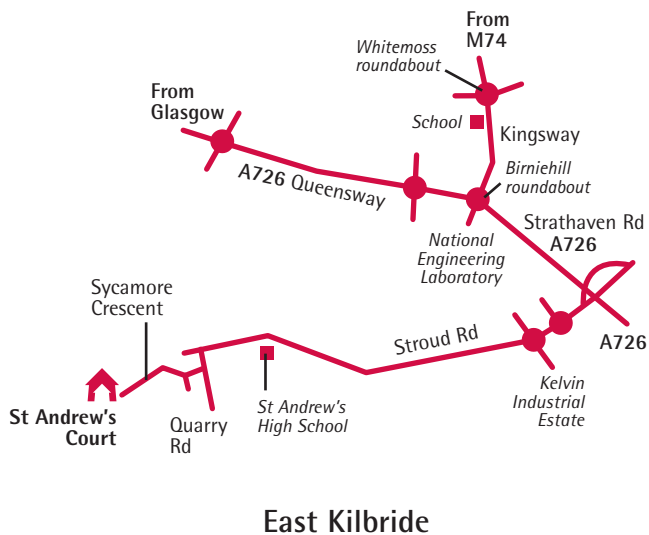 From
M74
Whitemoss
roundabout
From
Glasgow
School
Kingsway
A726 Queensway
Birniehill
roundabout
National
Engineering
Laboratory
Strathaven Rd
A726
Sycamore
Crescent
Stroud Rd
A726
St Andrew's
Court
Quarry
Rd
St Andrew's
High School
Kelvin
Industrial
Estate
East Kilbride